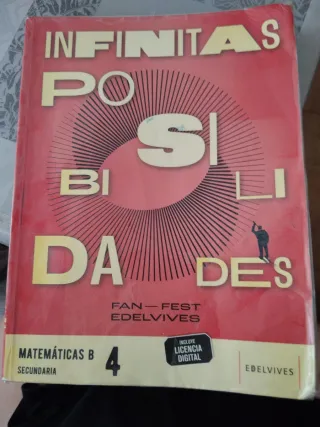 INFINITAS
PO
SI
BI LI
DA DES
FAN — FEST
EDELVIVES
INCLUYE
LICENCIA
DIGITAL
MATEMÁTICAS B 4
SECUNDARIA
EDELVIVES